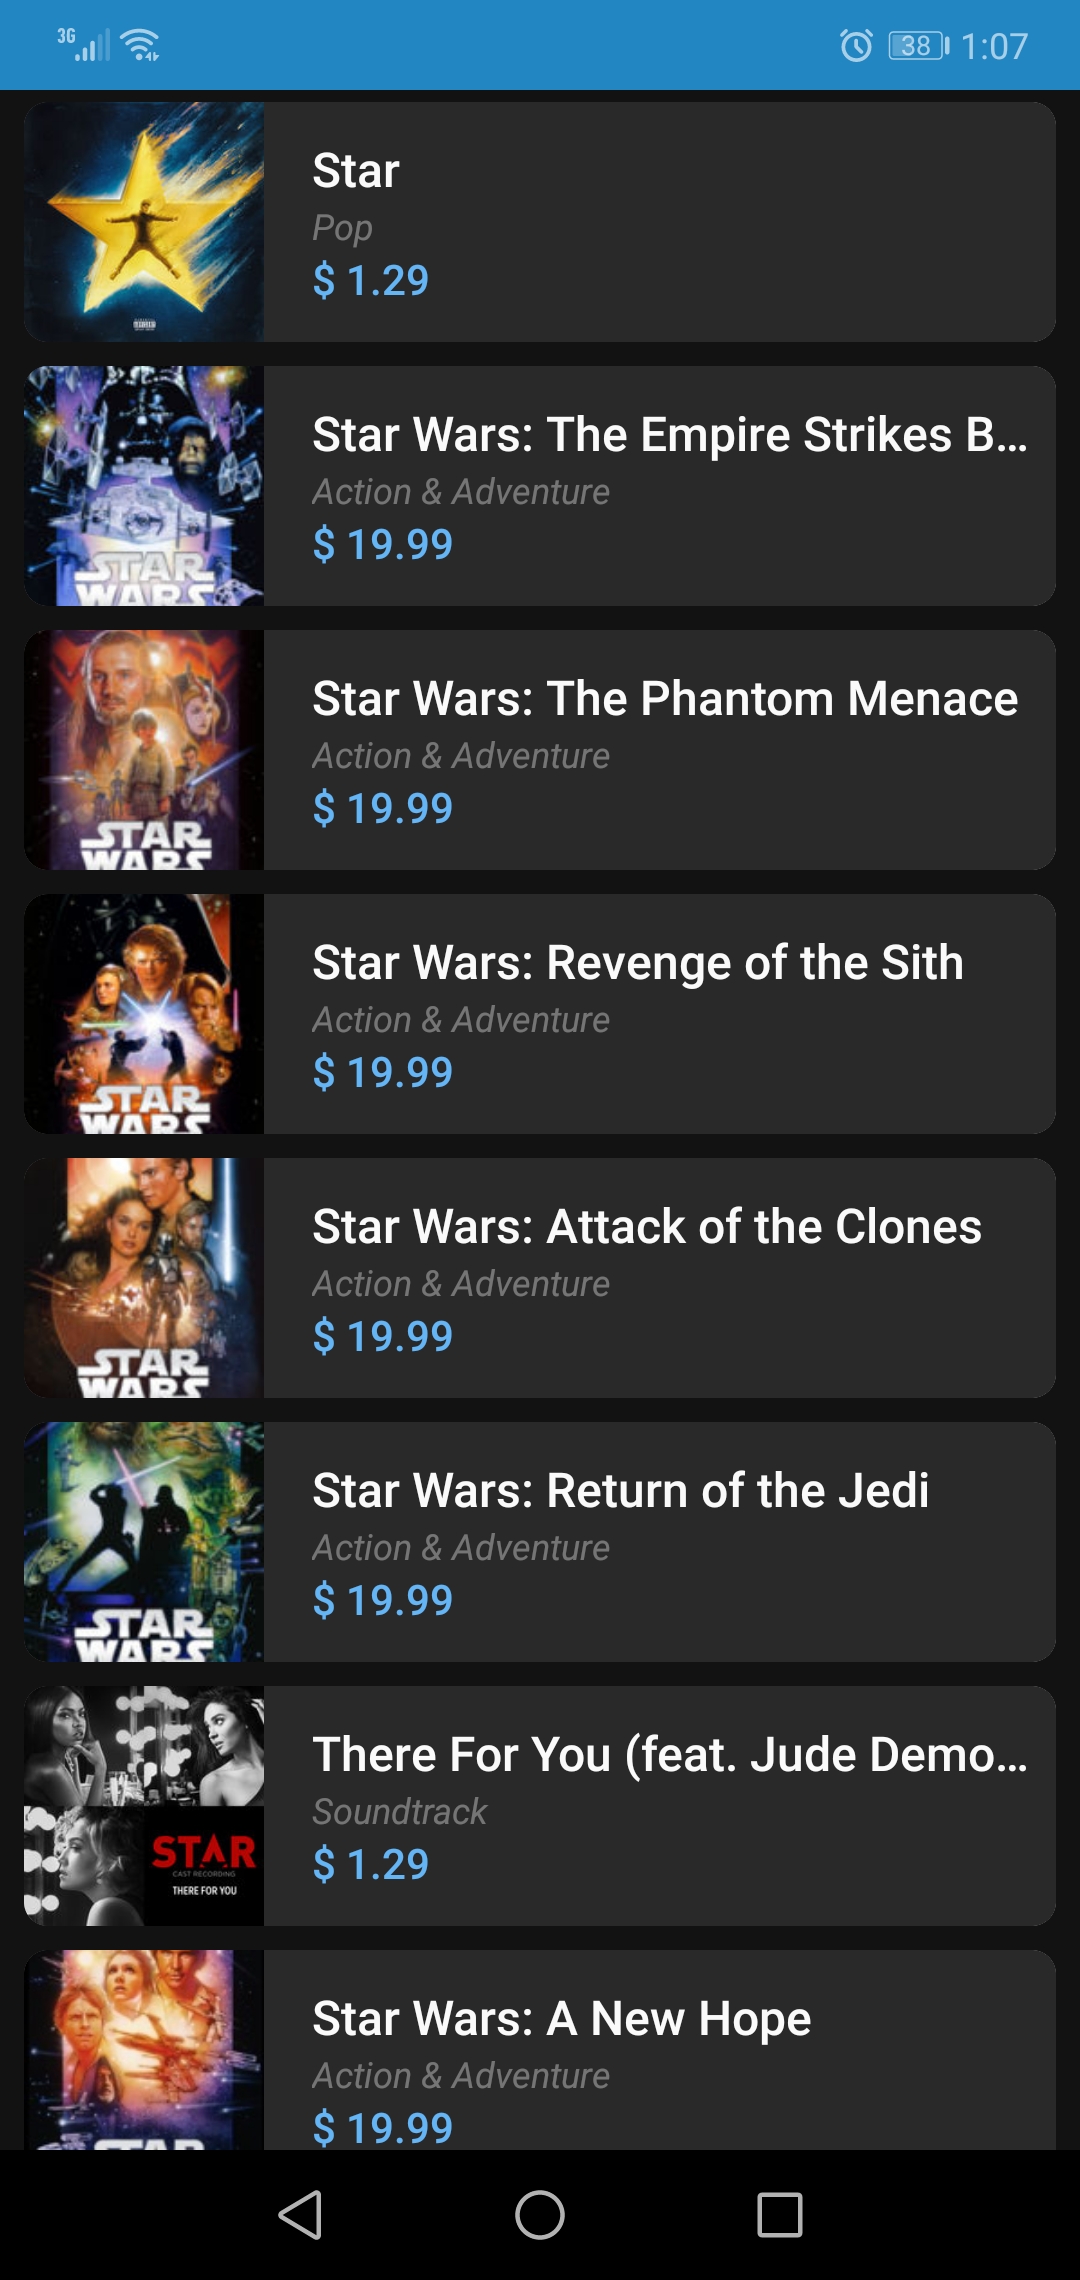 3G 38 1:07
Star
Pop
$ 1.29
Star Wars: The Empire Strikes B...
Action & Adventure
$ 19.99
STAR
WARS
Star Wars: The Phantom Menace
Action & Adventure
$ 19.99
STAR
WARS
Star Wars: Revenge of the Sith
Action & Adventure
$ 19.99
STAR
WARS
Star Wars: Attack of the Clones
Action & Adventure
$ 19.99
STAR
WARS
Star Wars: Return of the Jedi
Action & Adventure
$ 19.99
STAR
WARS
There For You (feat. Jude Demo...
Soundtrack
$ 1.29
STAR
CAST RECORDING
THERE FOR YOU
Star Wars: A New Hope
Action & Adventure
$ 19.99
STAR